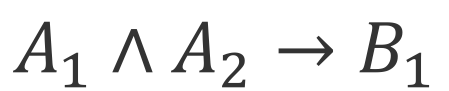 A₁ ∧ A₂ → B₁